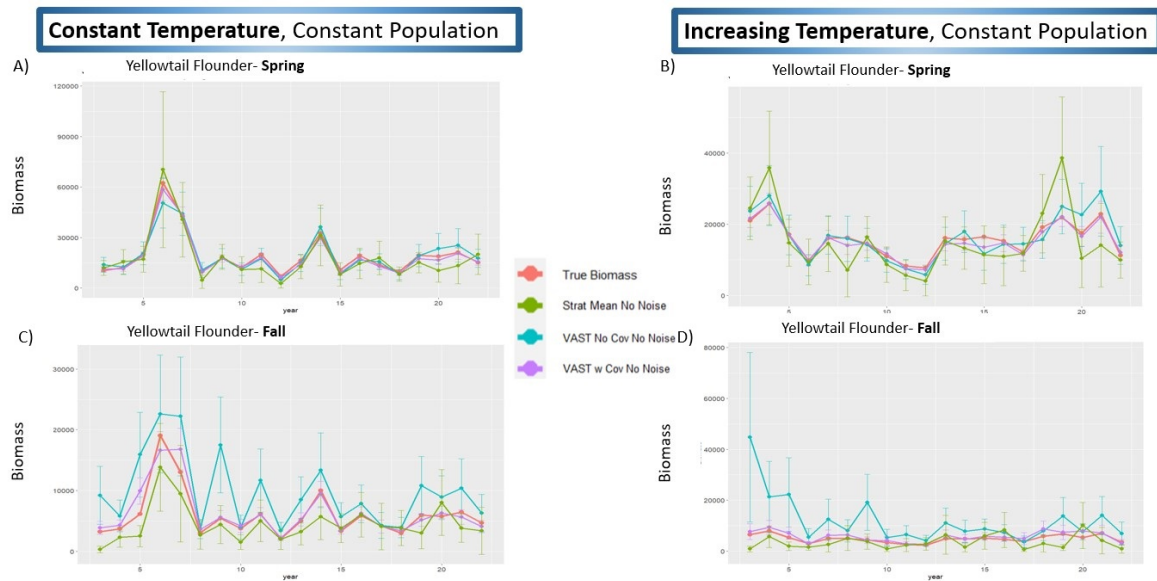 Constant Temperature, Constant Population
Increasing Temperature, Constant Population
A)
Yellowtail Flounder- Spring
Biomass
120000
90000
60000
30000
0
5
10
15
20
year
B)
Yellowtail Flounder- Spring
Biomass
40000
20000
0
5
10
15
20
year
True Biomass
Strat Mean No Noise
VAST No Cov No Noise
VAST w Cov No Noise
C)
Yellowtail Flounder- Fall
Biomass
30000
20000
10000
0
5
10
15
20
year
D)
Yellowtail Flounder- Fall
Biomass
80000
60000
40000
20000
0
5
10
15
20
year